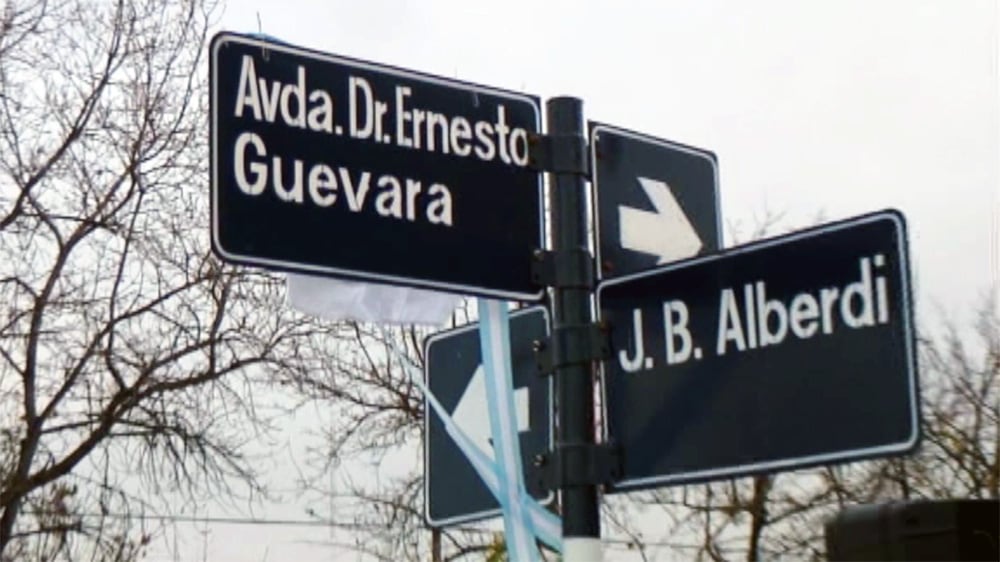 Avda. Dr. Ernesto
Guevara
J. B. Alberdi